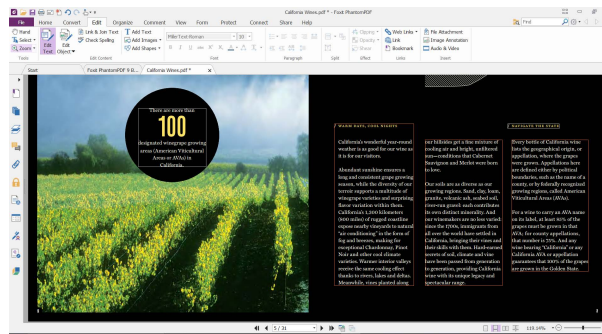 California Wines.pdf * - Foxit PhantomPDF
File Home Convert Edit Organize Comment View Form Protect Connect Share Help
Find
Hand
Select
Zoom
Tools
Edit Text
Edit Object
Link & Join Text
Check Spelling
Add Text
Add Images
Add Shapes
Edit Content
Mille Text-Roman
10
Font
Paragraph
Opacity
Share
Split
Effect
Web Links
Link
Bookmark
Links
File Attachment
Image Annotation
Audio & Video
Insert
Start
Foxit PhantomPDF 9 B...
California Wines.pdf *
There are more than
100
designated winegrape growing
areas (American Viticultural
Areas or AVAs) in
California.
WARM DAYS, COOL NIGHTS
California's wonderful year-round
weather is as good for our wine as
it is for our visitors.
Abundant sunshine ensures a
long and consistent grape growing
season, while the diversity of our
terroir supports a multitude of
winegrape varieties and surprising
flavor variation within them.
California's 1,300 kilometers
(800 miles) of rugged coastline
expose nearby vineyards to natural
"air conditioning" in the form of
fog and breezes, making for
exceptional Chardonnay, Pinot
Noir and other cool climate
varieties. Warmer interior valleys
receive the same cooling effect
thanks to rivers, lakes and deltas.
Meanwhile, vines planted along
our hillsides get a fine mixture of
cooling air and bright, unfiltered
sun—conditions that Cabernet
Sauvignon and Merlot were born
to love.
Our soils are as diverse as our
growing regions. Sand, clay, loam,
granite, volcanic ash, seabed soil,
river-run gravel: each contributes
its own distinct minerality. And
our winemakers are no less varied:
since the 1700s, immigrants from
all over the world have settled in
California, bringing their vines and
their skills with them. Hard-earned
secrets of soil, climate and vine
have been passed from generation
to generation, providing California
wine with its unique legacy and
spectacular range.
NAVIGATE THE STATE
Every bottle of California wine
lists the geographical origin, or
appellation, where the grapes
were grown. Appellations here
are defined either by political
boundaries, such as the name of a
county, or by federally recognized
growing regions, called American
Viticultural Areas (AVAs).
For a wine to carry an AVA name
on its label, at least 85% of the
grapes must be grown in that
AVA; for county appellations,
that number is 75%. And any
wine bearing "California" or any
California AVA or appellation
guarantees that 100% of the grapes
are grown in the Golden State.
5 / 31
119.14%